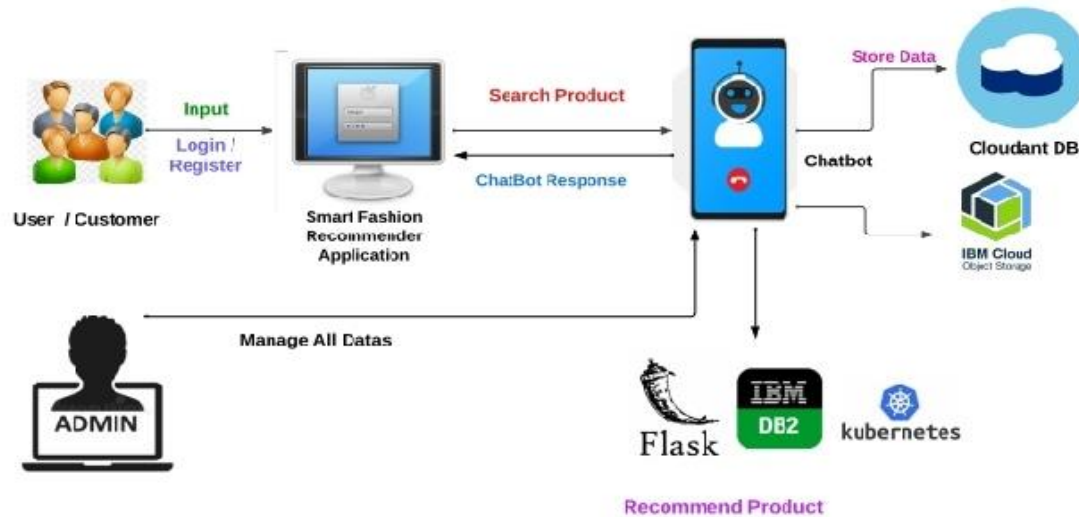 Store Data
Input
Login /
Register
Search Product
ChatBot Response
Chatbot
Cloudant DB
User / Customer
Smart Fashion
Recommender
Application
IBM Cloud
Object Storage
Manage All Datas
ADMIN
Flask
IBM
DB2
kubernetes
Recommend Product